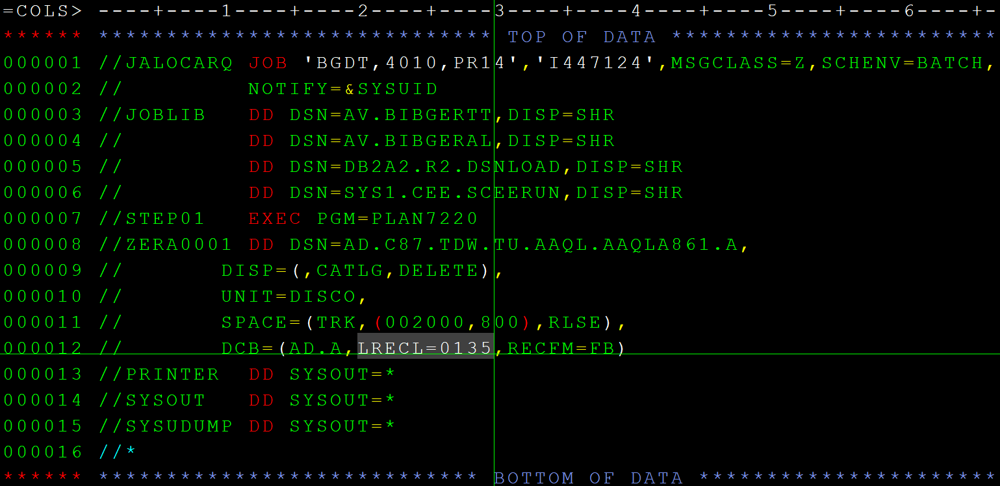 =COLS> ----+----1----+----2----+----3----+----4----+----5----+----6----+-
****** ***************************** TOP OF DATA ************************
000001 //JALOCARQ JOB 'BGDT,4010,PR14','I447124',MSGCLASS=Z,SCHENV=BATCH,
000002 //         NOTIFY=&SYSUID
000003 //JOBLIB   DD DSN=AV.BIBGERTT,DISP=SHR
000004 //         DD DSN=AV.BIBGERAL,DISP=SHR
000005 //         DD DSN=DB2A2.R2.DSNLOAD,DISP=SHR
000006 //         DD DSN=SYS1.CEE.SCEERUN,DISP=SHR
000007 //STEP01   EXEC PGM=PLAN7220
000008 //ZERA0001 DD DSN=AD.C87.TDW.TU.AAQL.AAQLA861.A,
000009 //       DISP=(,CATLG,DELETE),
000010 //       UNIT=DISCO,
000011 //       SPACE=(TRK,(002000,800),RLSE),
000012 //       DCB=(AD.A,LRECL=0135,RECFM=FB)
000013 //PRINTER  DD SYSOUT=*
000014 //SYSOUT   DD SYSOUT=*
000015 //SYSUDUMP DD SYSOUT=*
000016 //*
****** **************************** BOTTOM OF DATA **********************